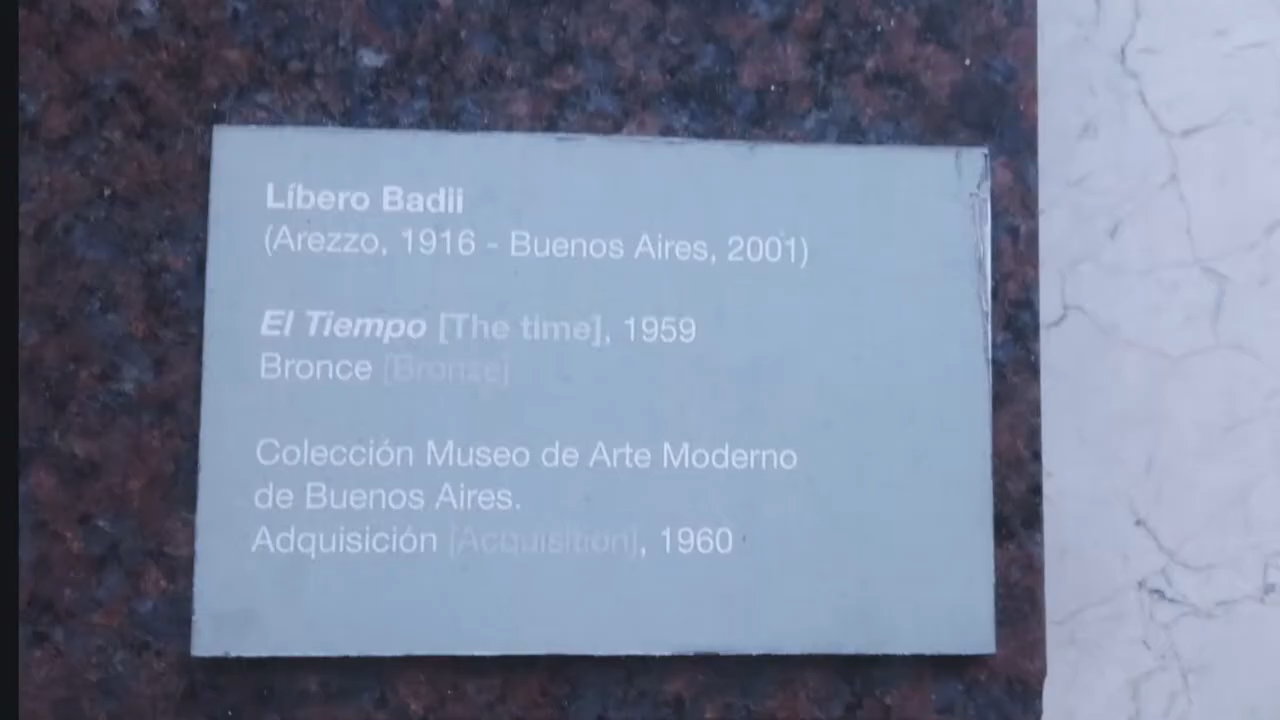 Líbero Badii
(Arezzo, 1916 - Buenos Aires, 2001)
El Tiempo [The time], 1959
Bronce [Bronze]
Colección Museo de Arte Moderno
de Buenos Aires.
Adquisición [Acquisition], 1960